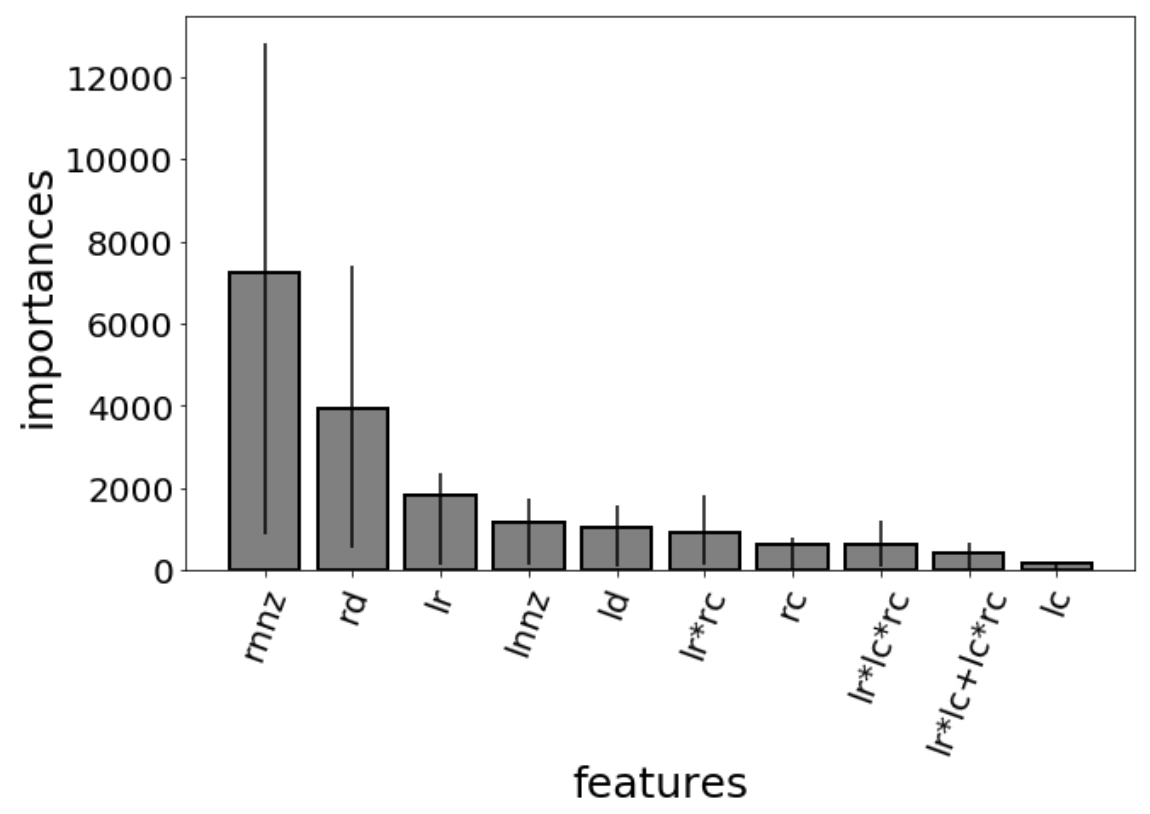 importances
12000
10000
8000
6000
4000
2000
0
rnnz
rd
lr
lnnz
ld
lr*rc
rc
lr*lc*rc
lr*lc+lc*rc
lc
features